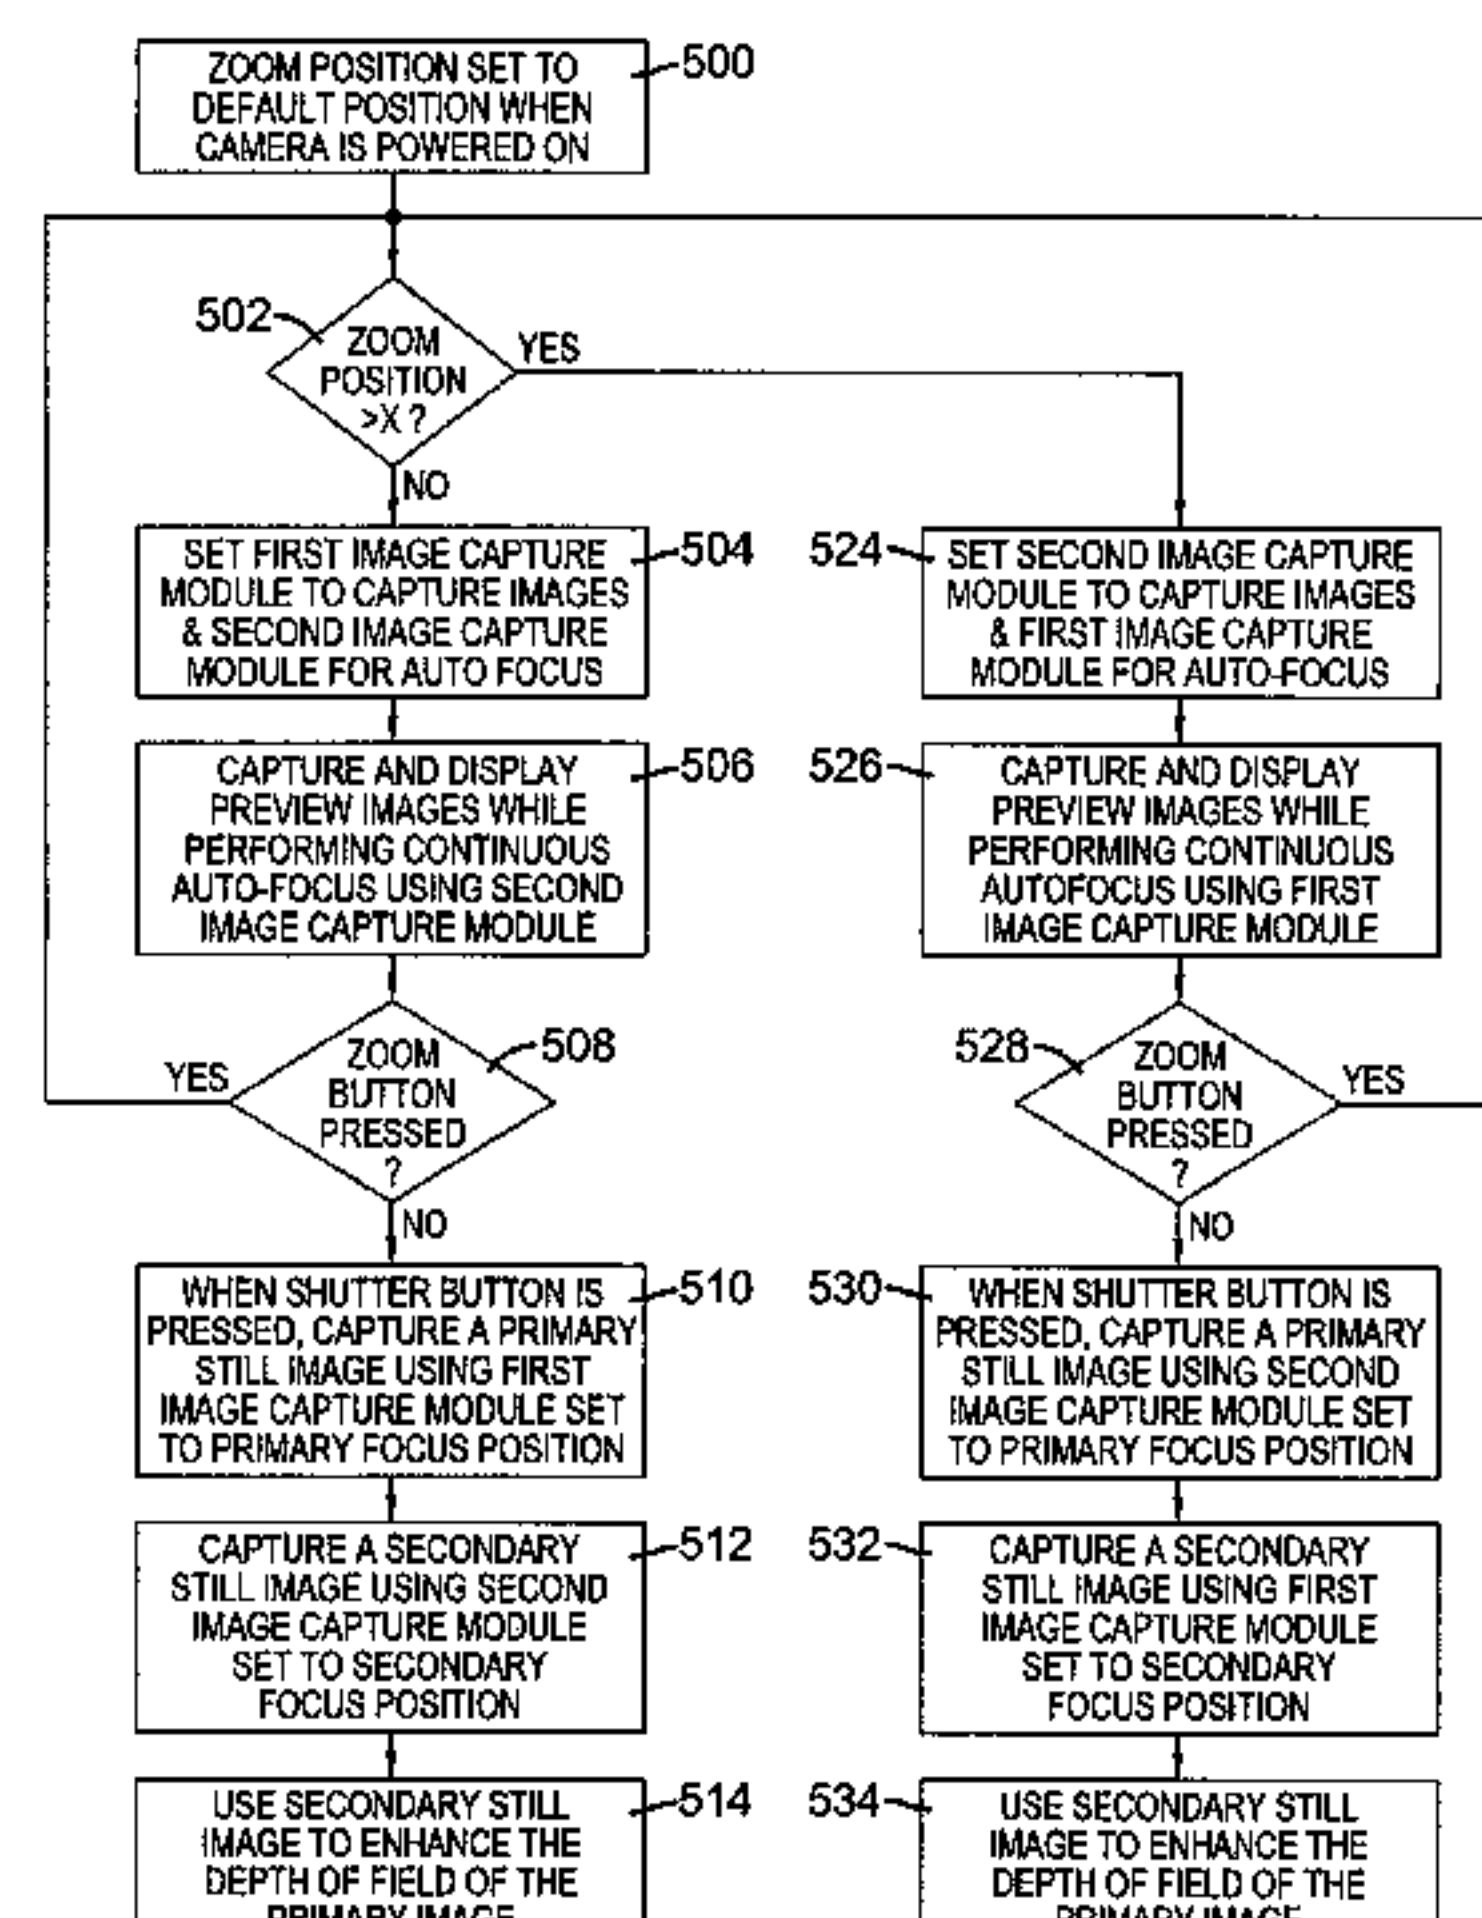 ZOOM POSITION SET TO
DEFAULT POSITION WHEN
CAMERA IS POWERED ON
500
502
ZOOM
POSITION
>X ?
YES
NO
SET FIRST IMAGE CAPTURE
MODULE TO CAPTURE IMAGES
& SECOND IMAGE CAPTURE
MODULE FOR AUTO FOCUS
504
524
SET SECOND IMAGE CAPTURE
MODULE TO CAPTURE IMAGES
& FIRST IMAGE CAPTURE
MODULE FOR AUTO-FOCUS
CAPTURE AND DISPLAY
PREVIEW IMAGES WHILE
PERFORMING CONTINUOUS
AUTO-FOCUS USING SECOND
IMAGE CAPTURE MODULE
506
526
CAPTURE AND DISPLAY
PREVIEW IMAGES WHILE
PERFORMING CONTINUOUS
AUTOFOCUS USING FIRST
IMAGE CAPTURE MODULE
YES
ZOOM
BUTTON
PRESSED
?
508
NO
528
ZOOM
BUTTON
PRESSED
?
YES
NO
WHEN SHUTTER BUTTON IS
PRESSED, CAPTURE A PRIMARY
STILL IMAGE USING FIRST
IMAGE CAPTURE MODULE SET
TO PRIMARY FOCUS POSITION
510
530
WHEN SHUTTER BUTTON IS
PRESSED, CAPTURE A PRIMARY
STILL IMAGE USING SECOND
IMAGE CAPTURE MODULE SET
TO PRIMARY FOCUS POSITION
CAPTURE A SECONDARY
STILL IMAGE USING SECOND
IMAGE CAPTURE MODULE
SET TO SECONDARY
FOCUS POSITION
512
532
CAPTURE A SECONDARY
STILL IMAGE USING FIRST
IMAGE CAPTURE MODULE
SET TO SECONDARY
FOCUS POSITION
USE SECONDARY STILL
IMAGE TO ENHANCE THE
DEPTH OF FIELD OF THE
PRIMARY IMAGE
514
534
USE SECONDARY STILL
IMAGE TO ENHANCE THE
DEPTH OF FIELD OF THE
PRIMARY IMAGE